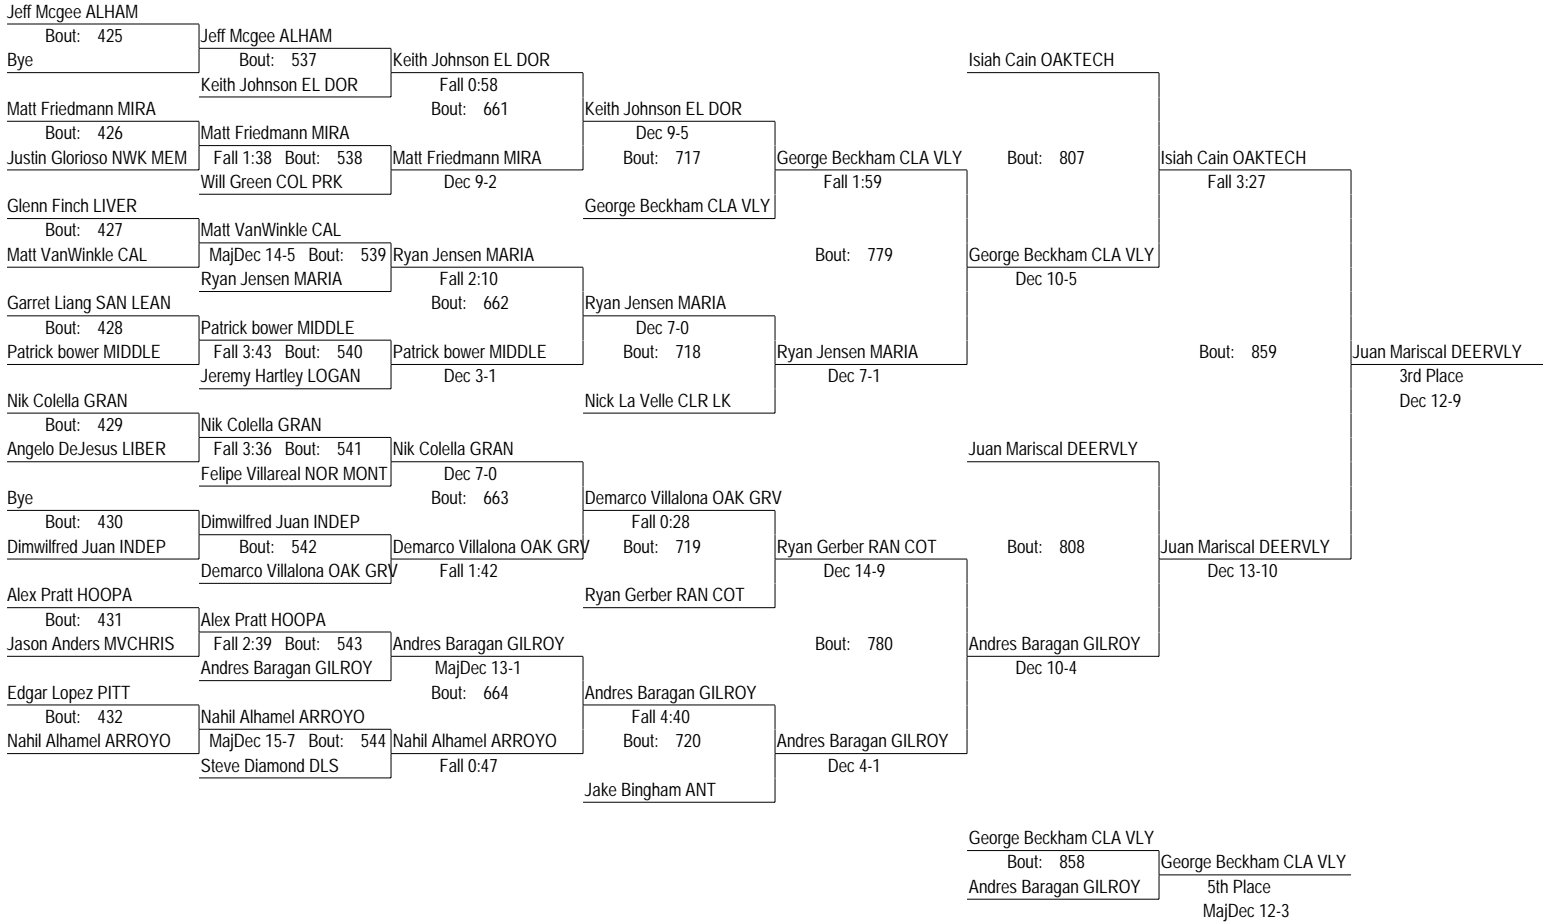 Jeff Mcgee ALHAM
Bout: 425
Bye
Matt Friedmann MIRA
Bout: 426
Justin Glorioso NWK MEM
Glenn Finch LIVER
Bout: 427
Matt VanWinkle CAL
Garret Liang SAN LEAN
Bout: 428
Patrick bower MIDDLE
Nik Colella GRAN
Bout: 429
Angelo DeJesus LIBER
Bye
Bout: 430
Dimwilfred Juan INDEP
Alex Pratt HOOPA
Bout: 431
Jason Anders MVCHRIS
Edgar Lopez PITT
Bout: 432
Nahil Alhamel ARROYO
Jeff Mcgee ALHAM
Bout: 537
Keith Johnson EL DOR
Matt Friedmann MIRA
Fall 1:38 Bout: 538
Will Green COL PRK
Matt VanWinkle CAL
MajDec 14-5 Bout: 539
Ryan Jensen MARIA
Patrick bower MIDDLE
Fall 3:43 Bout: 540
Jeremy Hartley LOGAN
Nik Colella GRAN
Fall 3:36 Bout: 541
Felipe Villareal NOR MONT
Dimwilfred Juan INDEP
Bout: 542
Demarco Villalona OAK GRV
Alex Pratt HOOPA
Fall 2:39 Bout: 543
Andres Baragan GILROY
Nahil Alhamel ARROYO
MajDec 15-7 Bout: 544
Steve Diamond DLS
Keith Johnson EL DOR
Fall 0:58
Bout: 661
Matt Friedmann MIRA
Dec 9-2
Ryan Jensen MARIA
Fall 2:10
Bout: 662
Patrick bower MIDDLE
Dec 3-1
Nik Colella GRAN
Dec 7-0
Bout: 663
Demarco Villalona OAK GRV
Fall 1:42
Andres Baragan GILROY
MajDec 13-1
Bout: 664
Nahil Alhamel ARROYO
Fall 0:47
Keith Johnson EL DOR
Dec 9-5
Bout: 717
George Beckham CLA VLY
Ryan Jensen MARIA
Dec 7-0
Bout: 718
Nick La Velle CLR LK
Demarco Villalona OAK GRV
Fall 0:28
Bout: 719
Ryan Gerber RAN COT
Andres Baragan GILROY
Fall 4:40
Bout: 720
Jake Bingham ANT
George Beckham CLA VLY
Fall 1:59
Bout: 779
Ryan Jensen MARIA
Dec 7-1
Ryan Gerber RAN COT
Dec 14-9
Bout: 780
Andres Baragan GILROY
Dec 4-1
Isiah Cain OAKTECH
Bout: 807
George Beckham CLA VLY
Dec 10-5
Juan Mariscal DEERVLY
Bout: 808
Andres Baragan GILROY
Dec 10-4
Isiah Cain OAKTECH
Fall 3:27
Bout: 859
Juan Mariscal DEERVLY
Dec 13-10
Juan Mariscal DEERVLY
3rd Place
Dec 12-9
George Beckham CLA VLY
Bout: 858
Andres Baragan GILROY
George Beckham CLA VLY
5th Place
MajDec 12-3